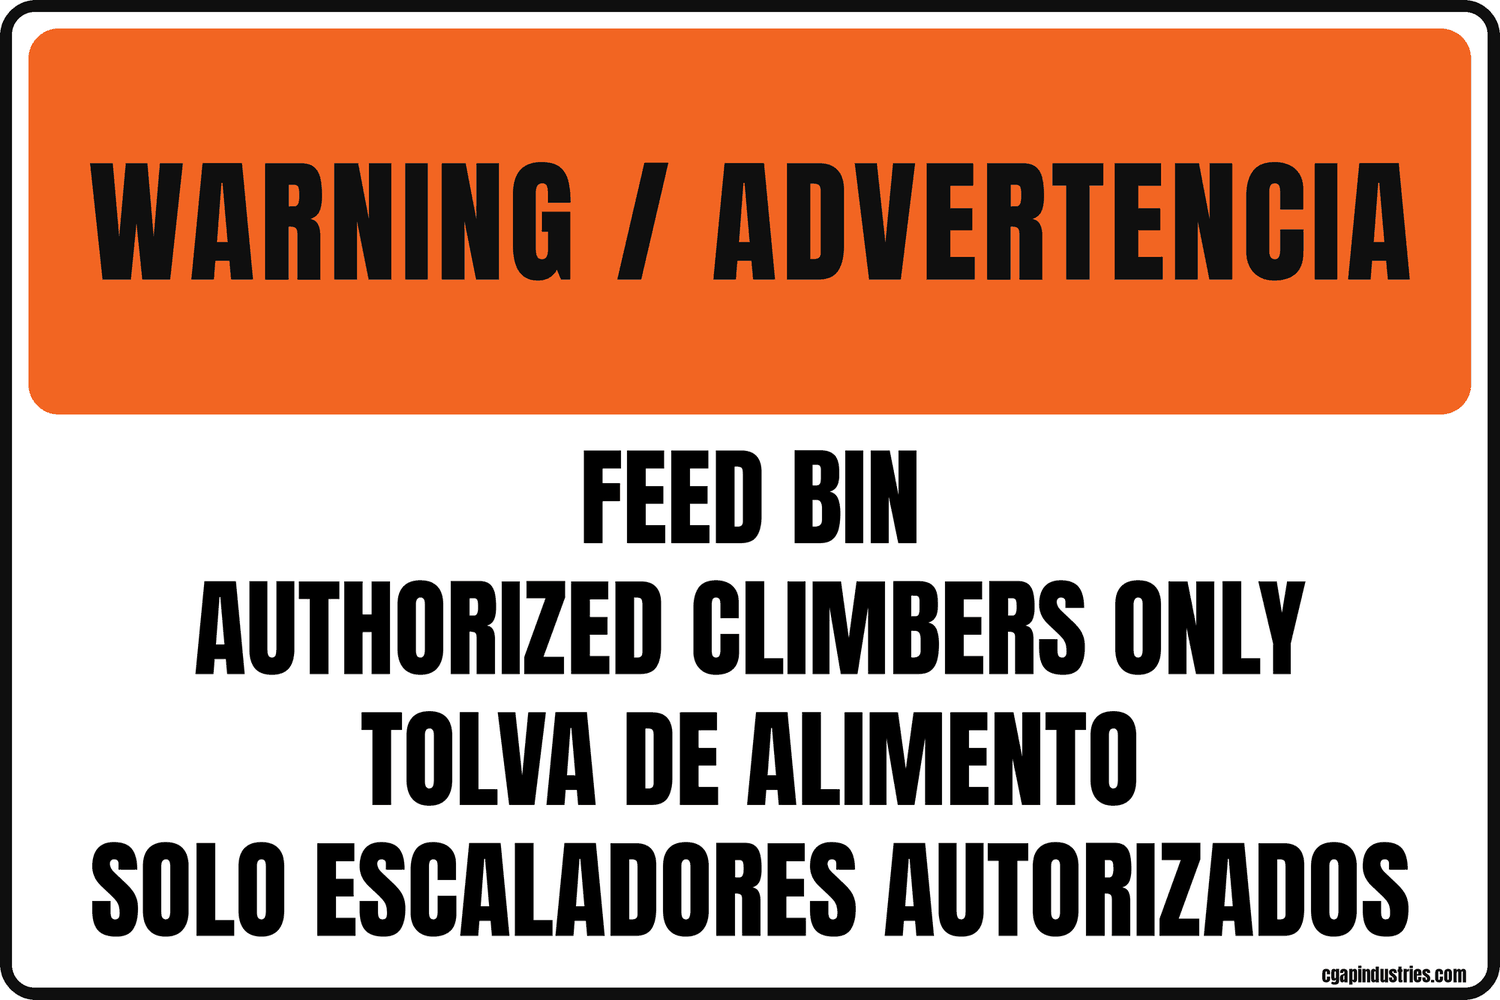 WARNING / ADVERTENCIA
FEED BIN
AUTHORIZED CLIMBERS ONLY
TOLVA DE ALIMENTO
SOLO ESCALADORES AUTORIZADOS
cgapindustries.com